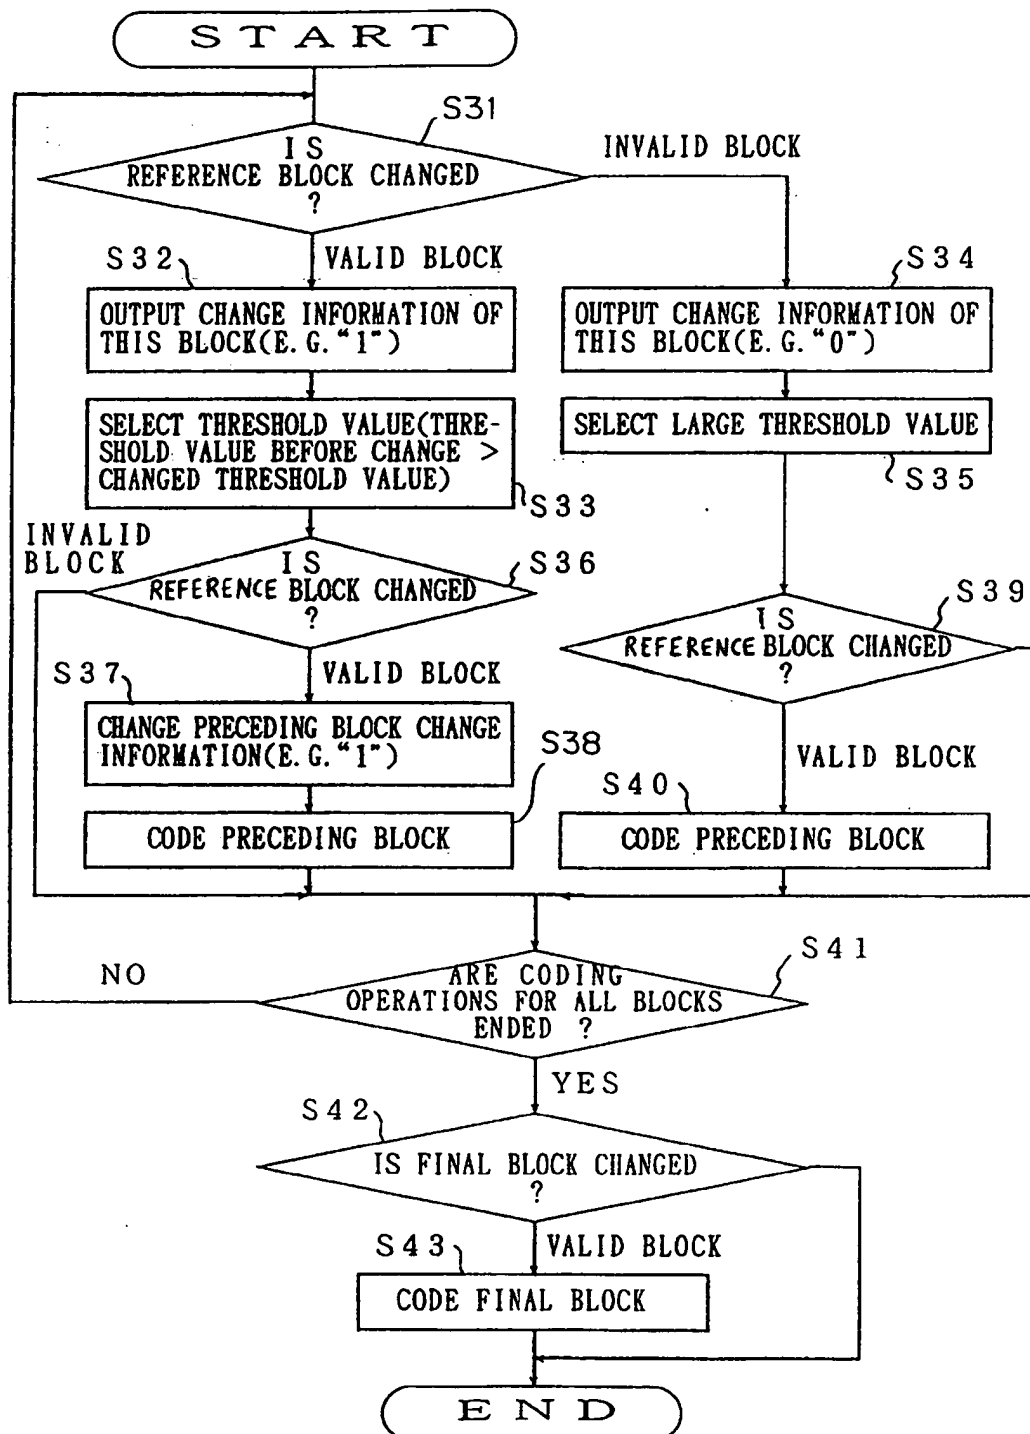 START
S31
IS
REFERENCE BLOCK CHANGED
?
INVALID BLOCK
VALID BLOCK
S32
OUTPUT CHANGE INFORMATION OF
THIS BLOCK(E.G."1")
S34
OUTPUT CHANGE INFORMATION OF
THIS BLOCK(E.G."0")
SELECT THRESHOLD VALUE(THRE-
SHOLD VALUE BEFORE CHANGE >
CHANGED THRESHOLD VALUE)
S33
SELECT LARGE THRESHOLD VALUE
S35
INVALID
BLOCK
IS
REFERENCE BLOCK CHANGED
?
S36
VALID BLOCK
IS
REFERENCE BLOCK CHANGED
?
S39
VALID BLOCK
S37
CHANGE PRECEDING BLOCK CHANGE
INFORMATION(E.G."1")
S38
CODE PRECEDING BLOCK
S40
CODE PRECEDING BLOCK
S41
ARE CODING
OPERATIONS FOR ALL BLOCKS
ENDED ?
NO
YES
S42
IS FINAL BLOCK CHANGED
?
VALID BLOCK
S43
CODE FINAL BLOCK
END